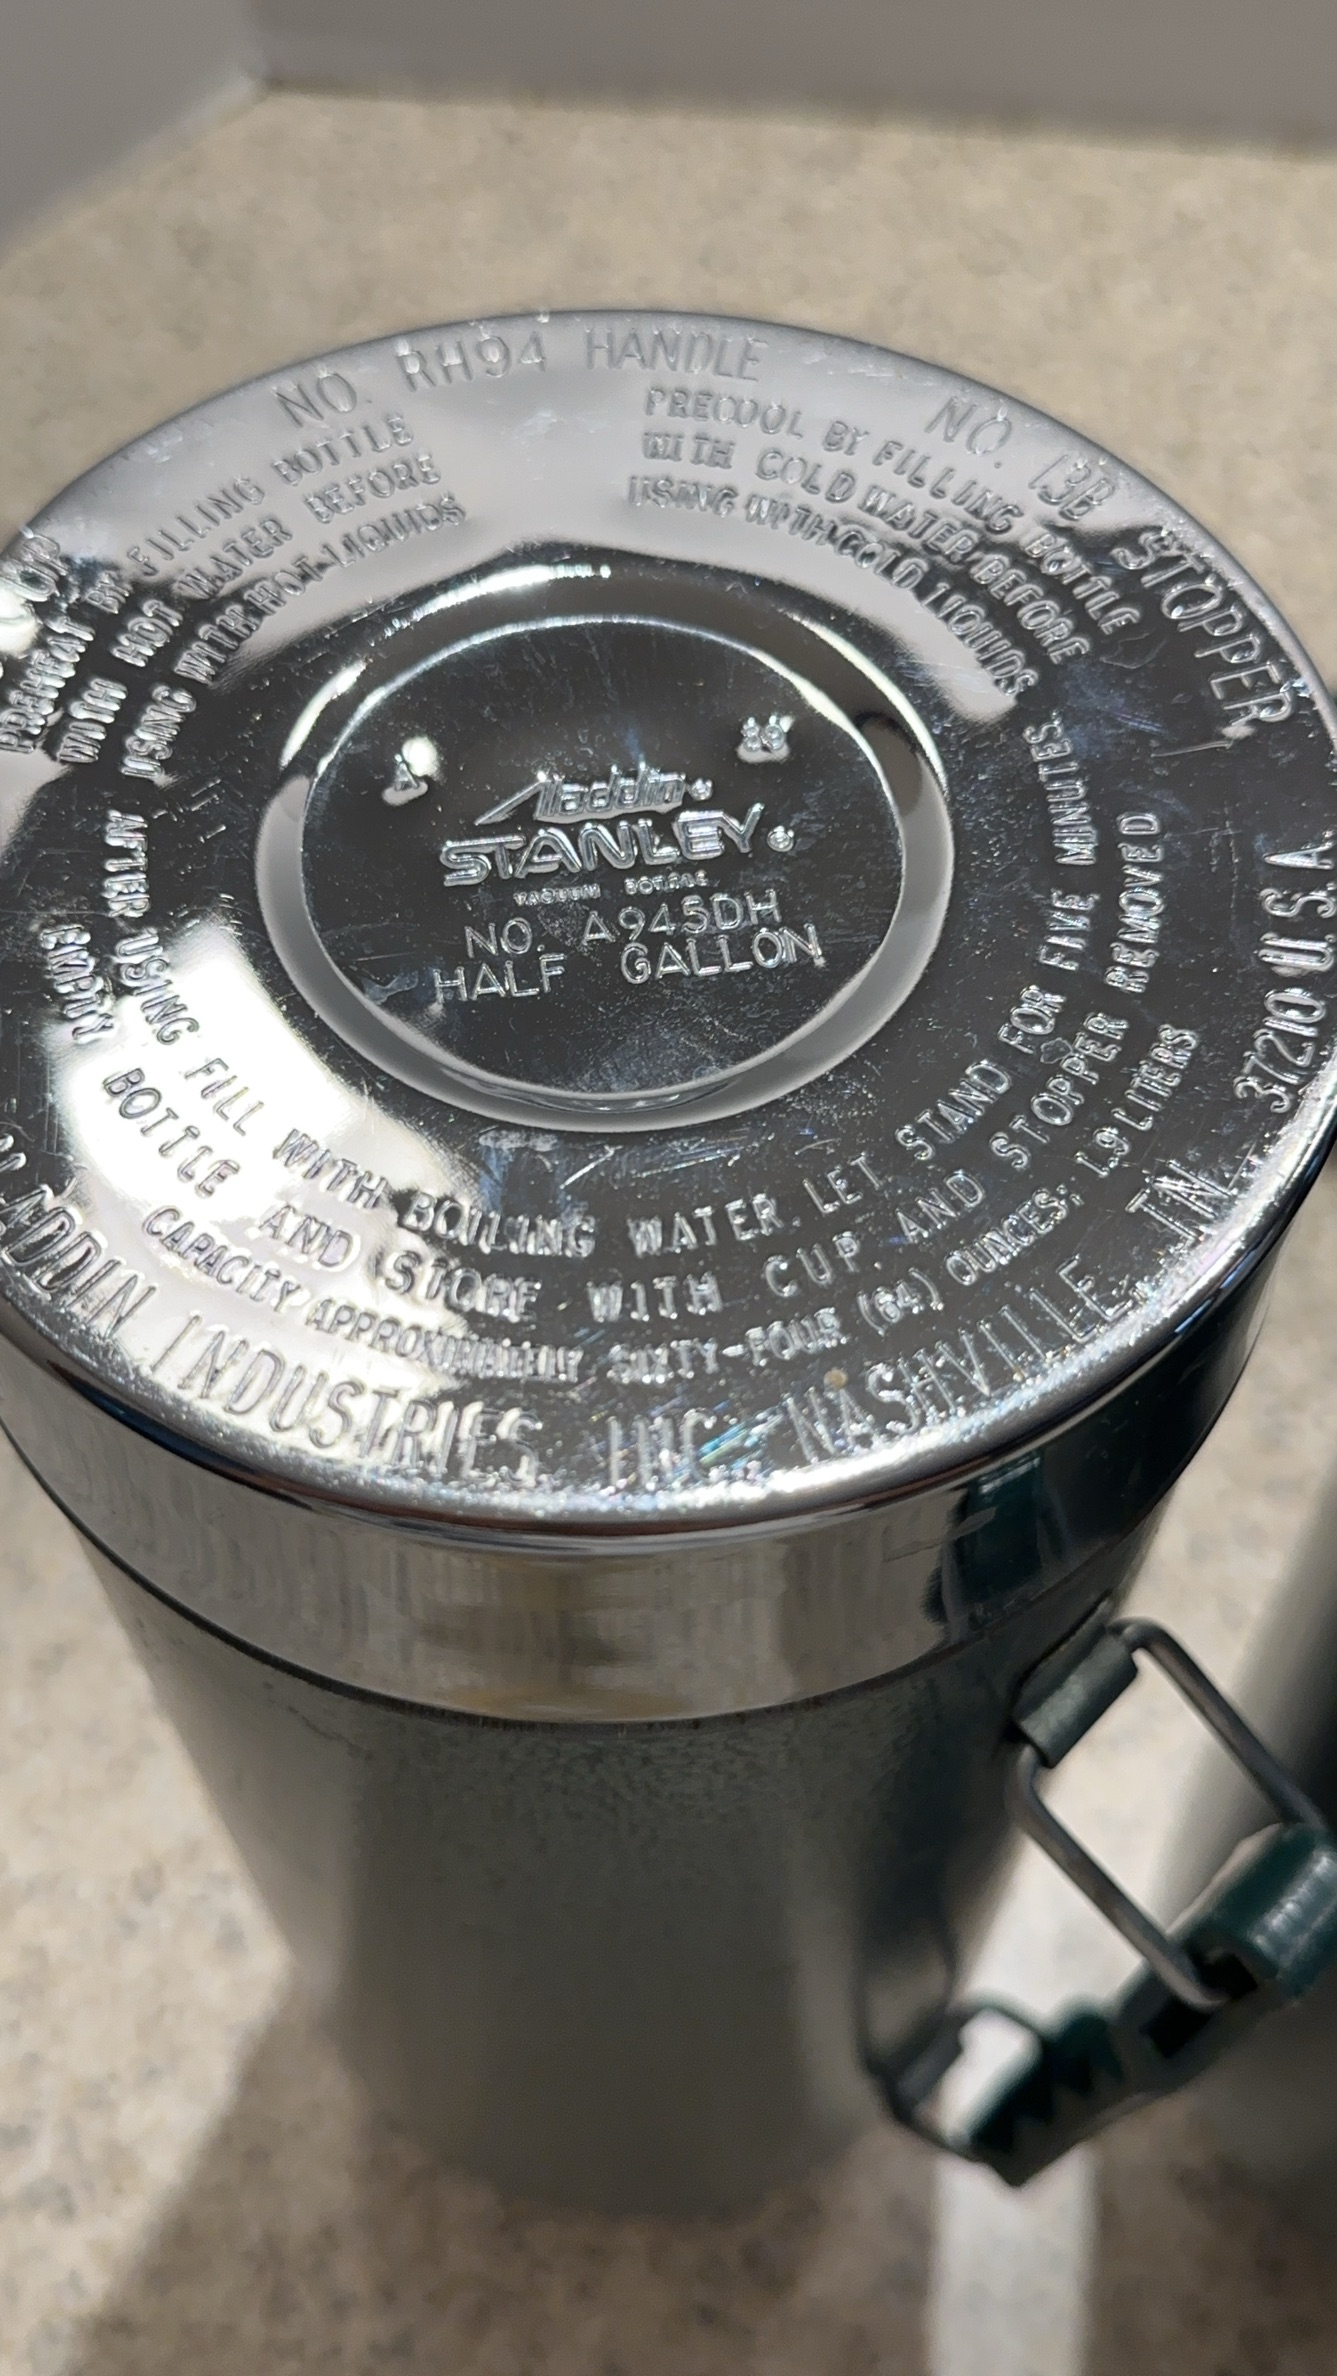 NO. RH94 HANDLE
NO. 13B STOPPER
CUP
PREHEAT BY FILLING BOTTLE
WITH HOT WATER BEFORE
USING WITH HOT LIQUIDS
PRECOOL BY FILLING BOTTLE
WITH COLD WATER BEFORE
USING WITH COLD LIQUIDS
4
Aladdin®
STANLEY®
VACUUM BOTTLE
NO. A945DH
HALF GALLON
AFTER USING FILL WITH BOILING WATER. LET STAND FOR FIVE MINUTES.
EMPTY BOTTLE AND STORE WITH CUP AND STOPPER REMOVED
CAPACITY APPROXIMATELY SIXTY-FOUR (64) OUNCES; 1.9 LITERS
ALADDIN INDUSTRIES, INC., NASHVILLE, TN. 37210 U.S.A.